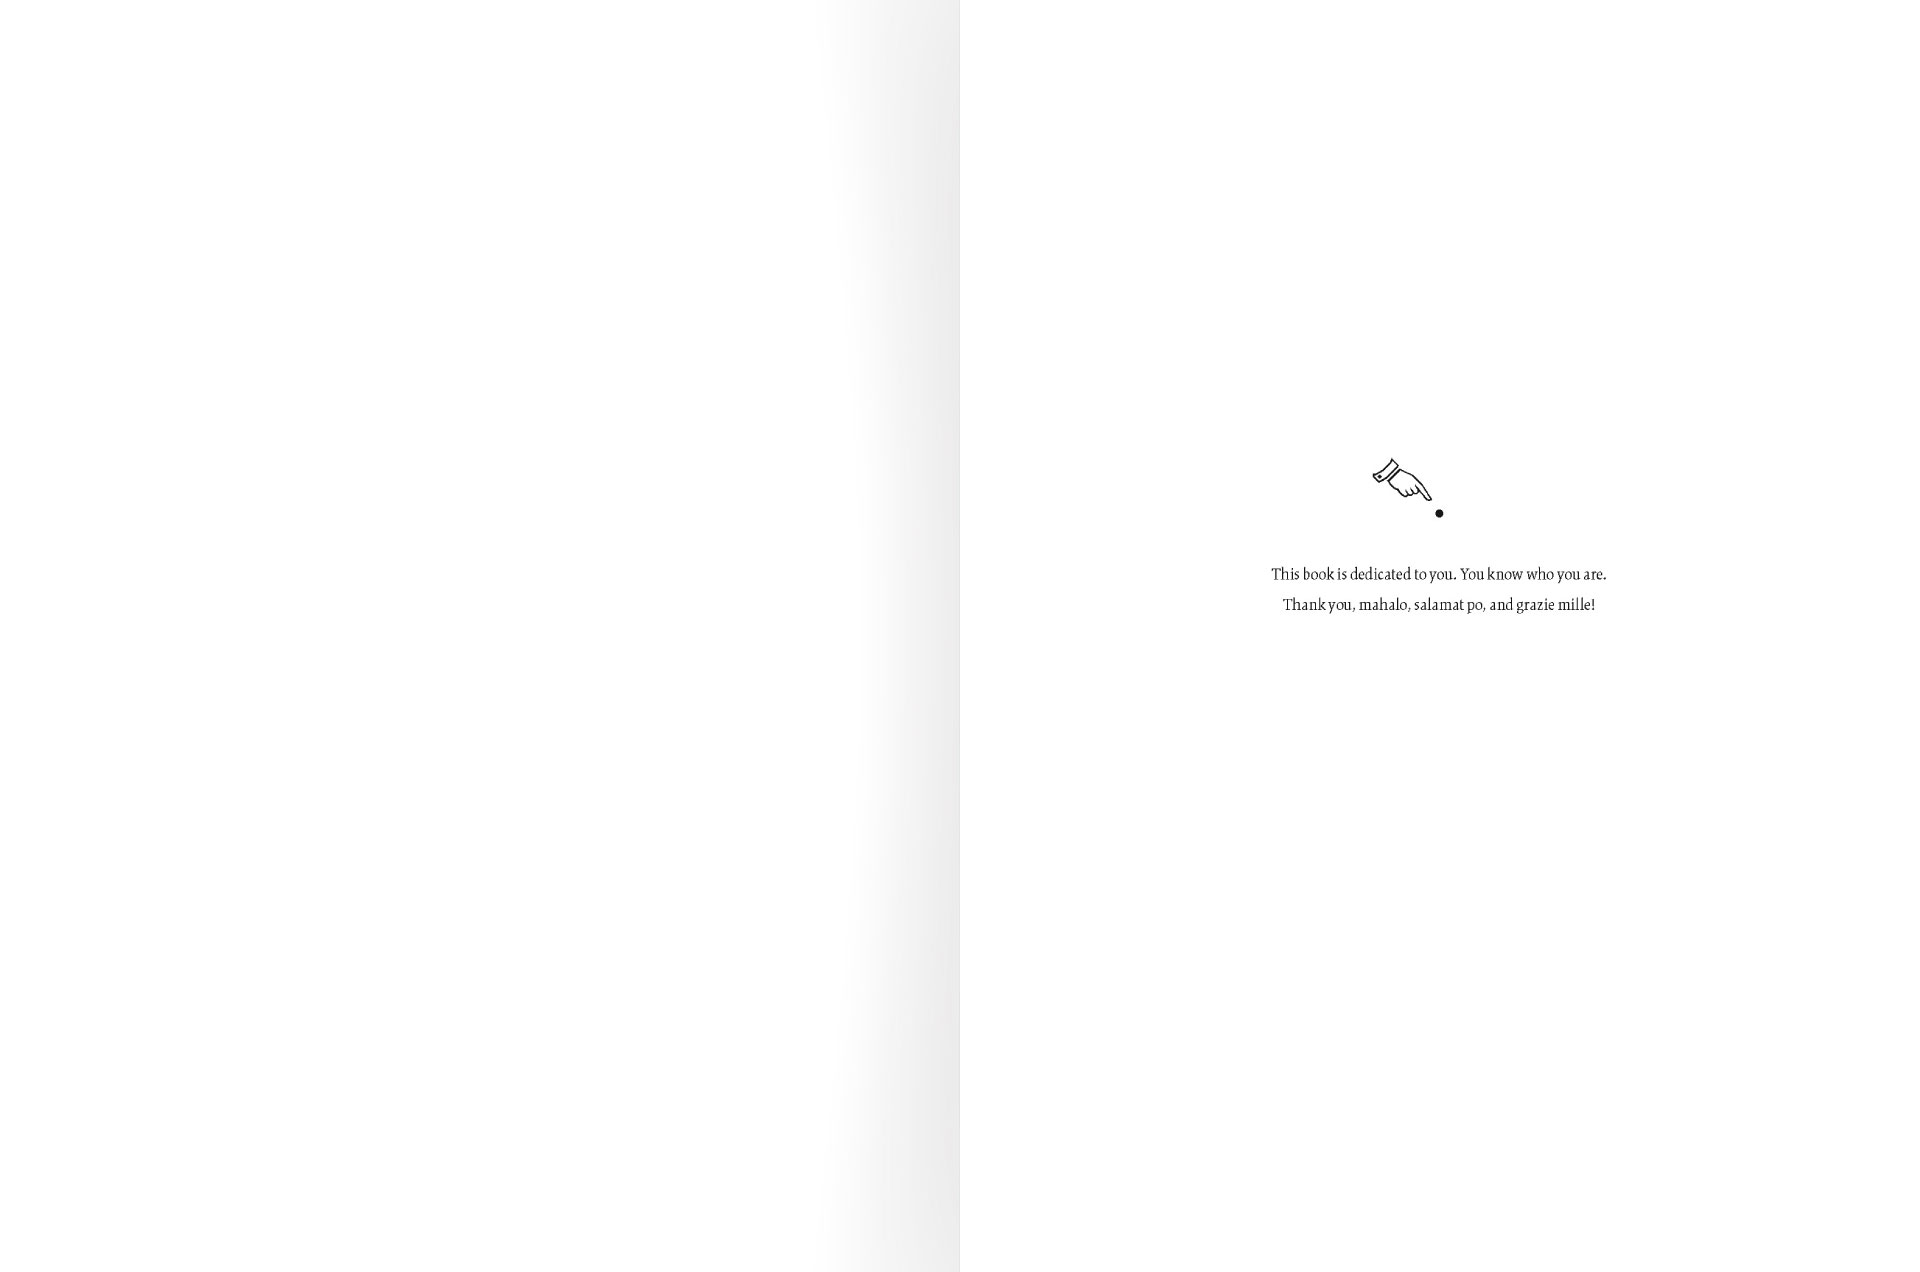 This book is dedicated to you. You know who you are.
Thank you, mahalo, salamat po, and grazie mille!